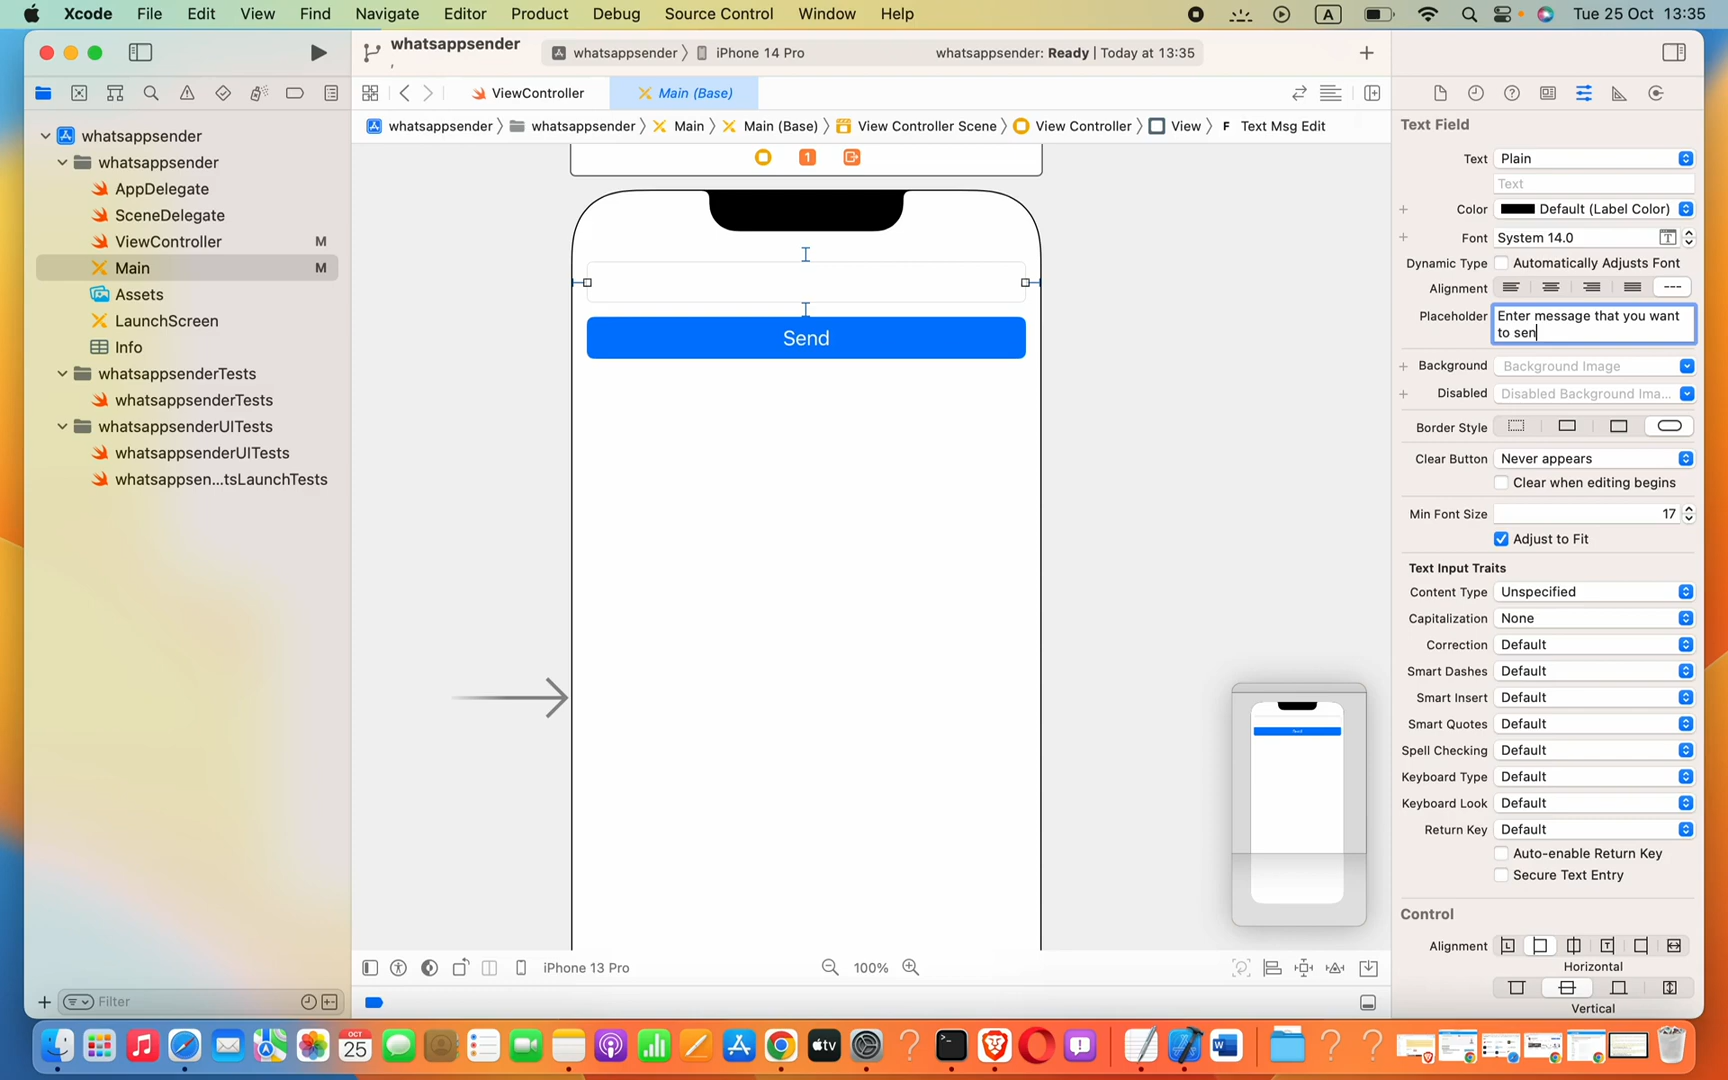 Xcode File Edit View Find Navigate Editor Product Debug Source Control Window Help A Tue 25 Oct 13:35
whatsappsender
whatsappsender iPhone 14 Pro whatsappsender: Ready | Today at 13:35
ViewController Main (Base)
whatsappsender whatsappsender Main Main (Base) View Controller Scene View Controller View F Text Msg Edit
whatsappsender
whatsappsender
AppDelegate
SceneDelegate
ViewController M
Main M
Assets
LaunchScreen
Info
whatsappsenderTests
whatsappsenderTests
whatsappsenderUITests
whatsappsenderUITests
whatsappsen...tsLaunchTests
Filter
1
Send
iPhone 13 Pro 100%
Text Field
Text Plain
Text
Color Default (Label Color)
Font System 14.0 T
Dynamic Type Automatically Adjusts Font
Alignment
Placeholder Enter message that you want
to sen
Background Background Image
Disabled Disabled Background Ima...
Border Style
Clear Button Never appears
Clear when editing begins
Min Font Size 17
Adjust to Fit
Text Input Traits
Content Type Unspecified
Capitalization None
Correction Default
Smart Dashes Default
Smart Insert Default
Smart Quotes Default
Spell Checking Default
Keyboard Type Default
Keyboard Look Default
Return Key Default
Auto-enable Return Key
Secure Text Entry
Control
Alignment L T
Horizontal
Vertical
OCT
25
tv
W